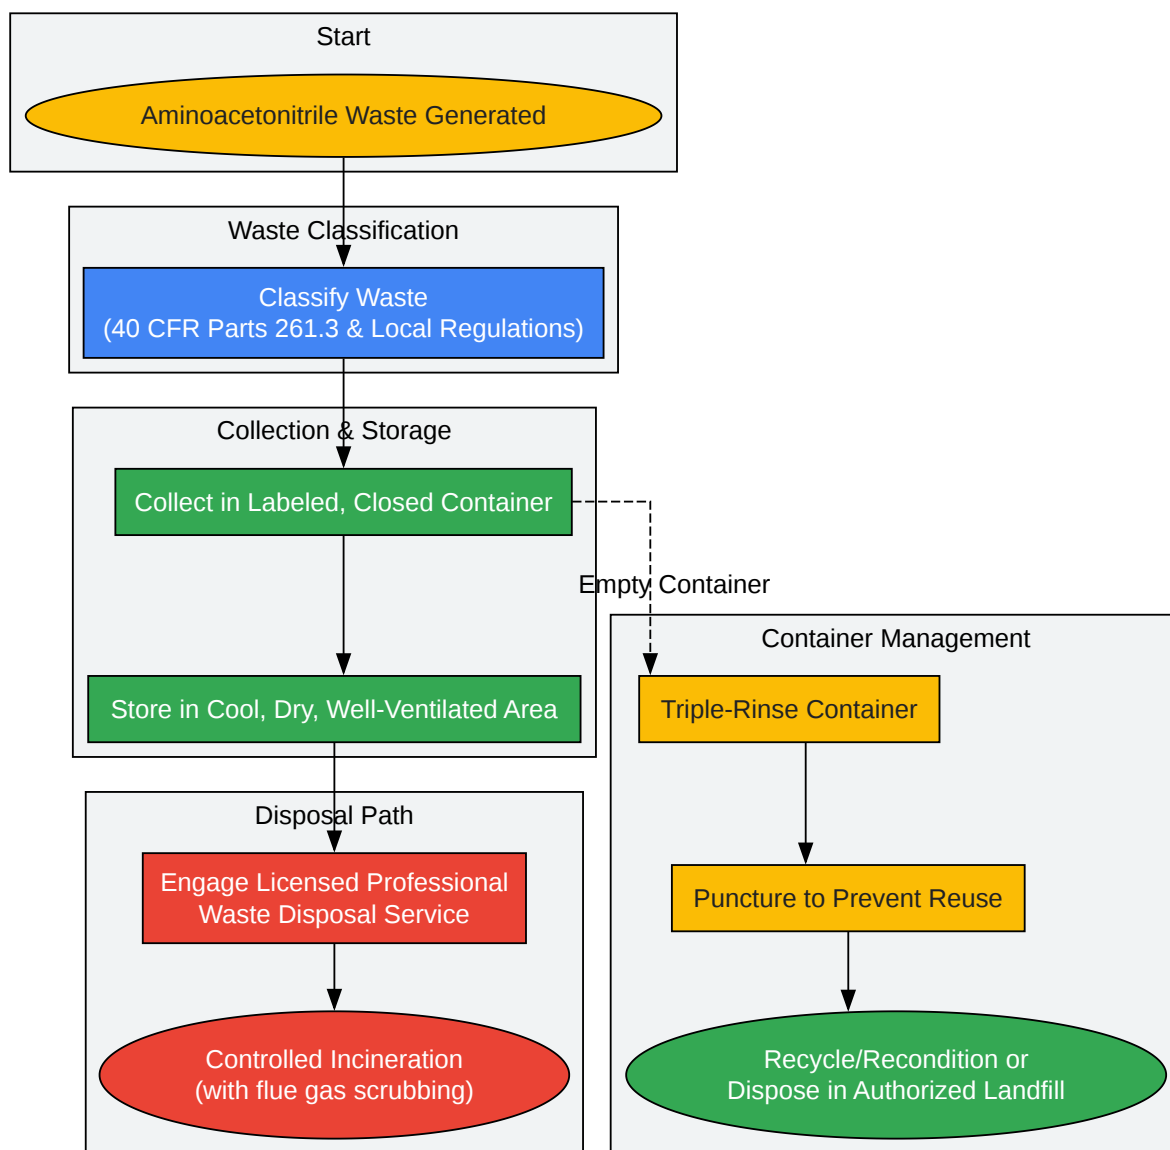 Start
Aminoacetonitrile Waste Generated
Waste Classification
Classify Waste
(40 CFR Parts 261.3 & Local Regulations)
Collection & Storage
Collect in Labeled, Closed Container
Empty Container
Store in Cool, Dry, Well-Ventilated Area
Disposal Path
Engage Licensed Professional
Waste Disposal Service
Controlled Incineration
(with flue gas scrubbing)
Container Management
Triple-Rinse Container
Puncture to Prevent Reuse
Recycle/Recondition or
Dispose in Authorized Landfill